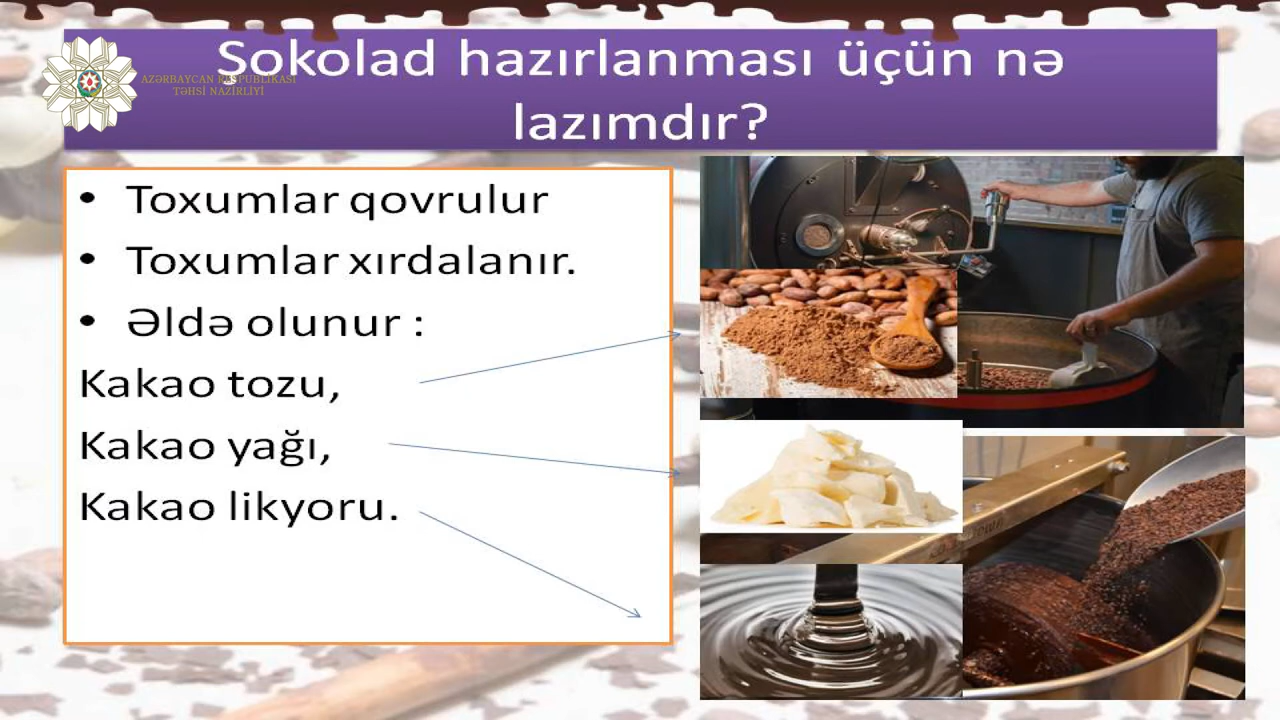 Şokolad hazırlanması üçün nə
lazımdır?
AZƏRBAYCAN RESPUBLİKASI
TƏHSİ NAZİRLİYİ
• Toxumlar qovrulur
• Toxumlar xırdalanır.
• Əldə olunur :
Kakao tozu,
Kakao yağı,
Kakao likyoru.